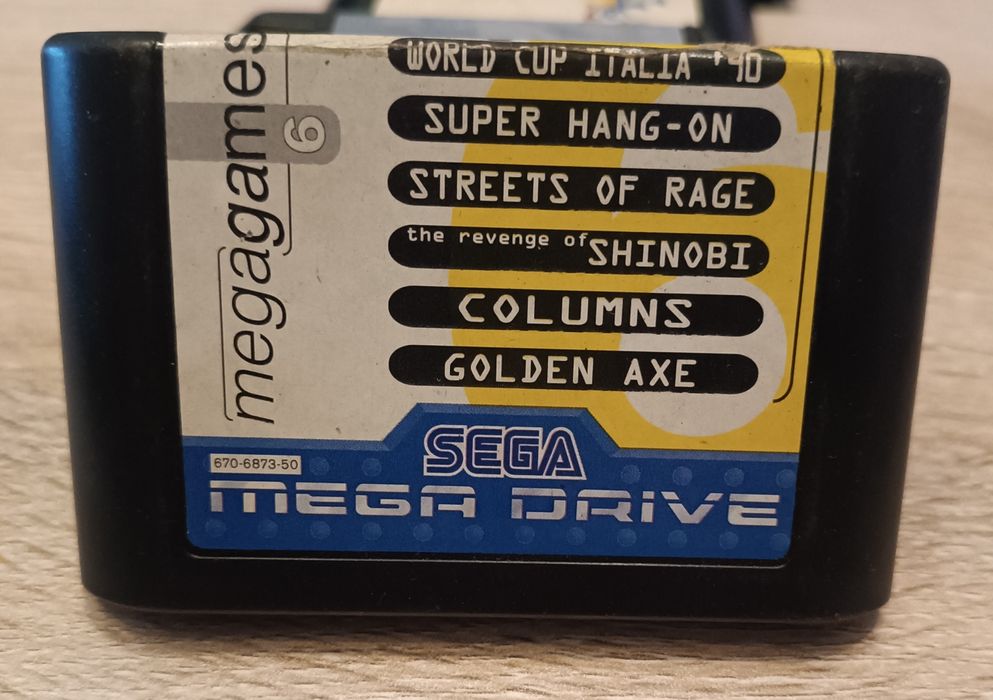 megagames
6
WORLD CUP ITALIA '90
SUPER HANG-ON
STREETS OF RAGE
the revenge of SHINOBI
COLUMNS
GOLDEN AXE
SEGA
670-6873-50
MEGA DRIVE